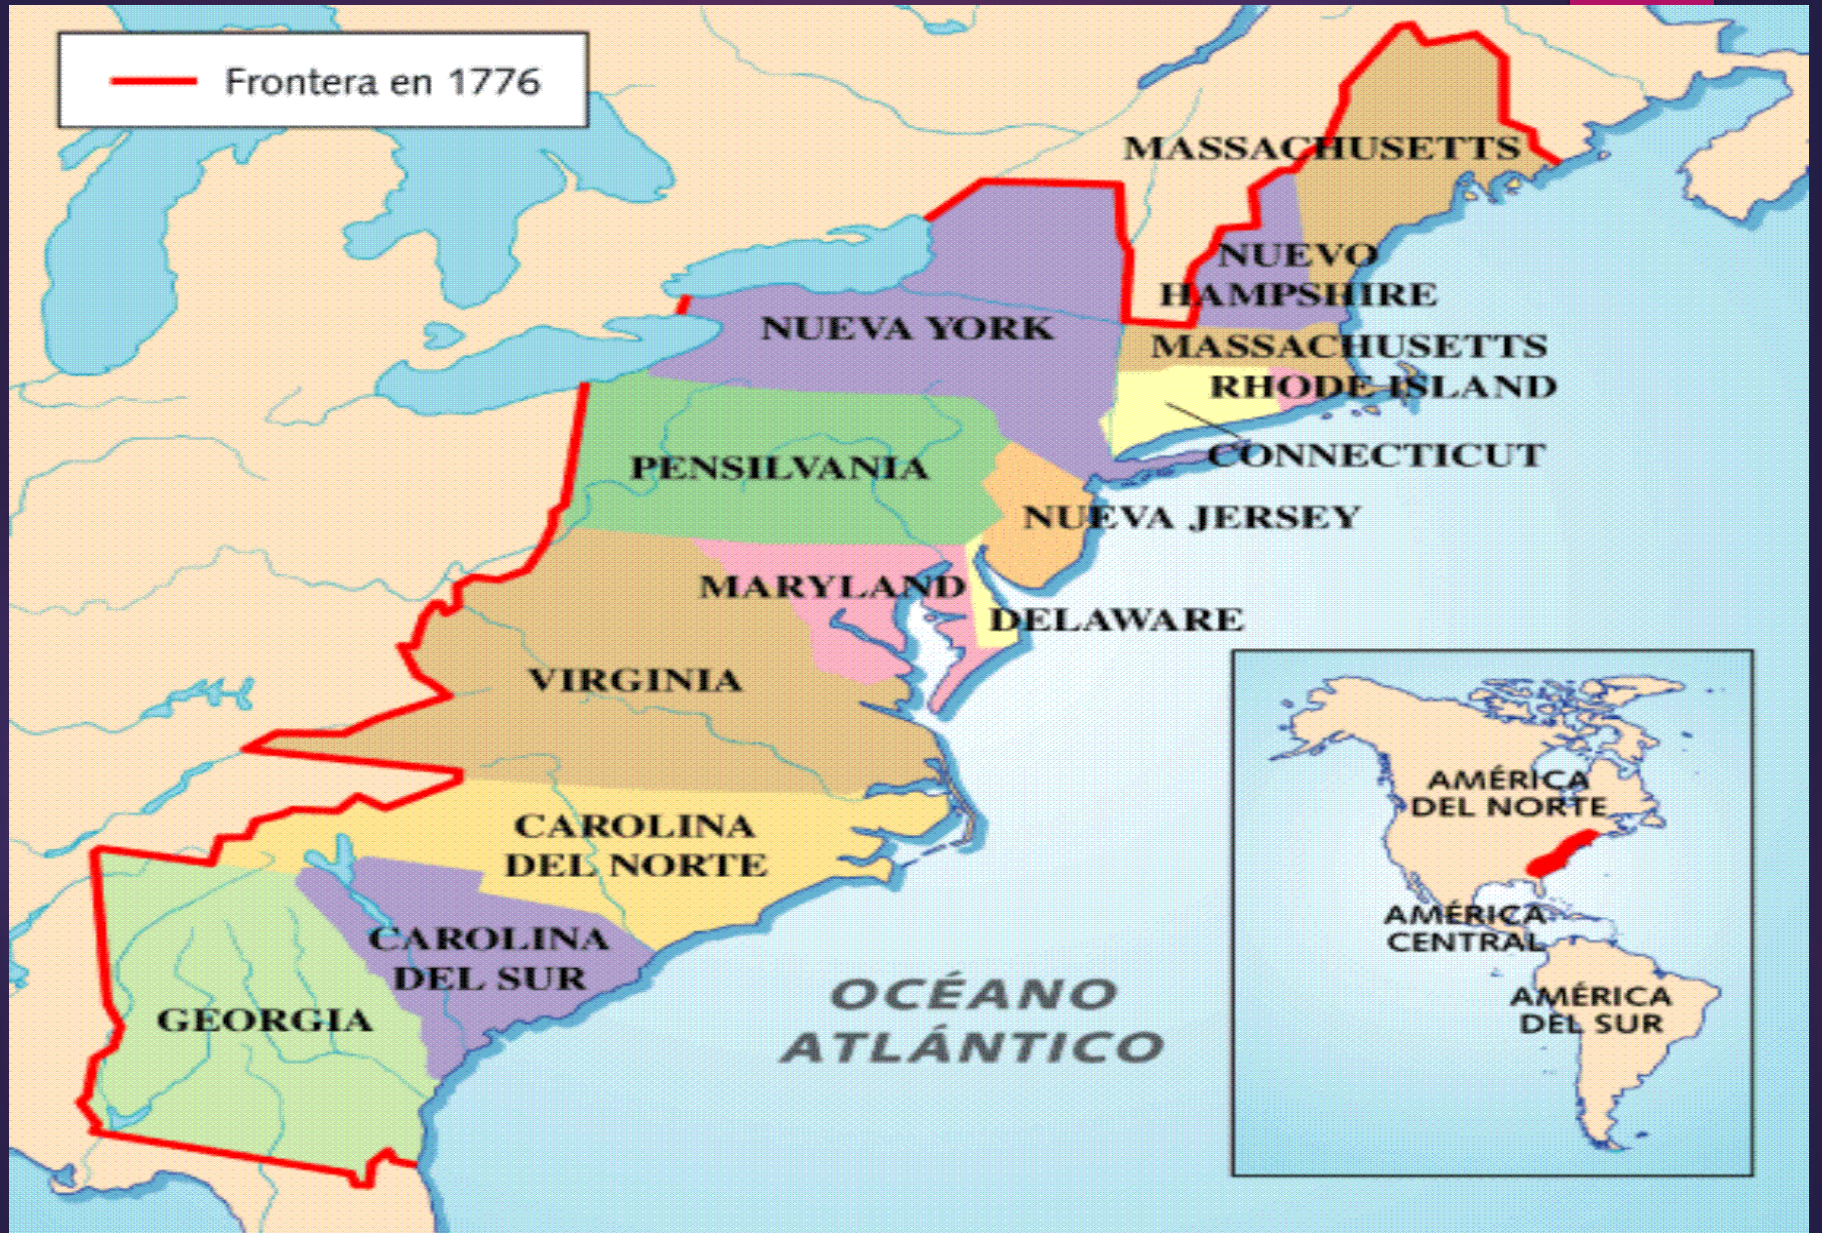 Frontera en 1776
MASSACHUSETTS
NUEVO
HAMPSHIRE
NUEVA YORK
MASSACHUSETTS
RHODE ISLAND
CONNECTICUT
PENSILVANIA
NUEVA JERSEY
MARYLAND
DELAWARE
VIRGINIA
CAROLINA
DEL NORTE
CAROLINA
DEL SUR
GEORGIA
OCÉANO
ATLÁNTICO
AMÉRICA
DEL NORTE
AMÉRICA
CENTRAL
AMÉRICA
DEL SUR